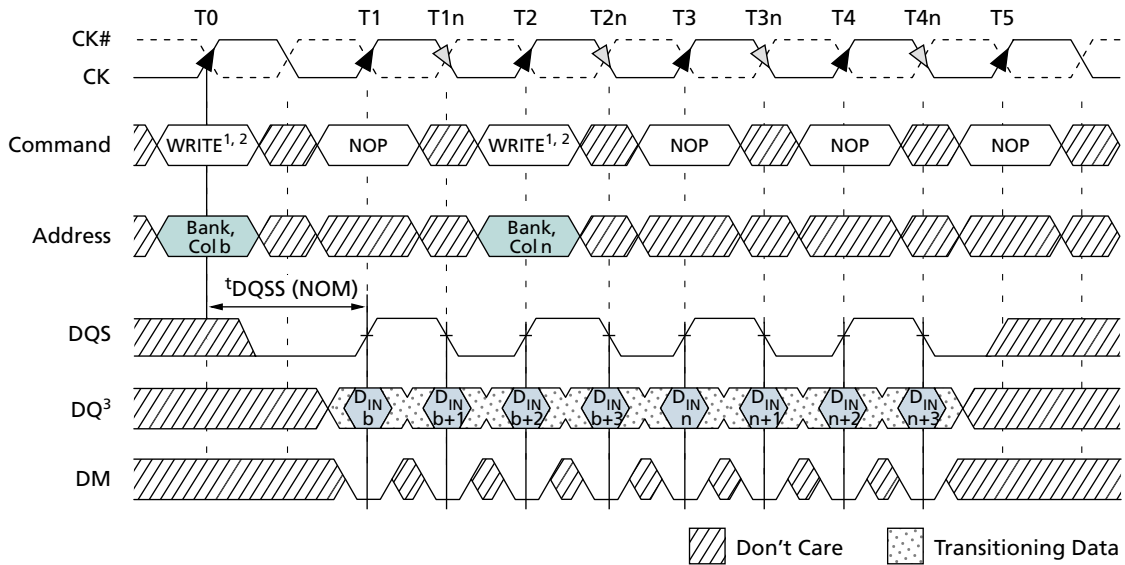 T0 T1 T1n T2 T2n T3 T3n T4 T4n T5
CK#
CK
Command WRITE1, 2 NOP WRITE1, 2 NOP NOP NOP
Address Bank, Col b Bank, Col n
tDQSS (NOM)
DQS
DQ3 DIN b DIN b+1 DIN b+2 DIN b+3 DIN n DIN n+1 DIN n+2 DIN n+3
DM
Don't Care Transitioning Data